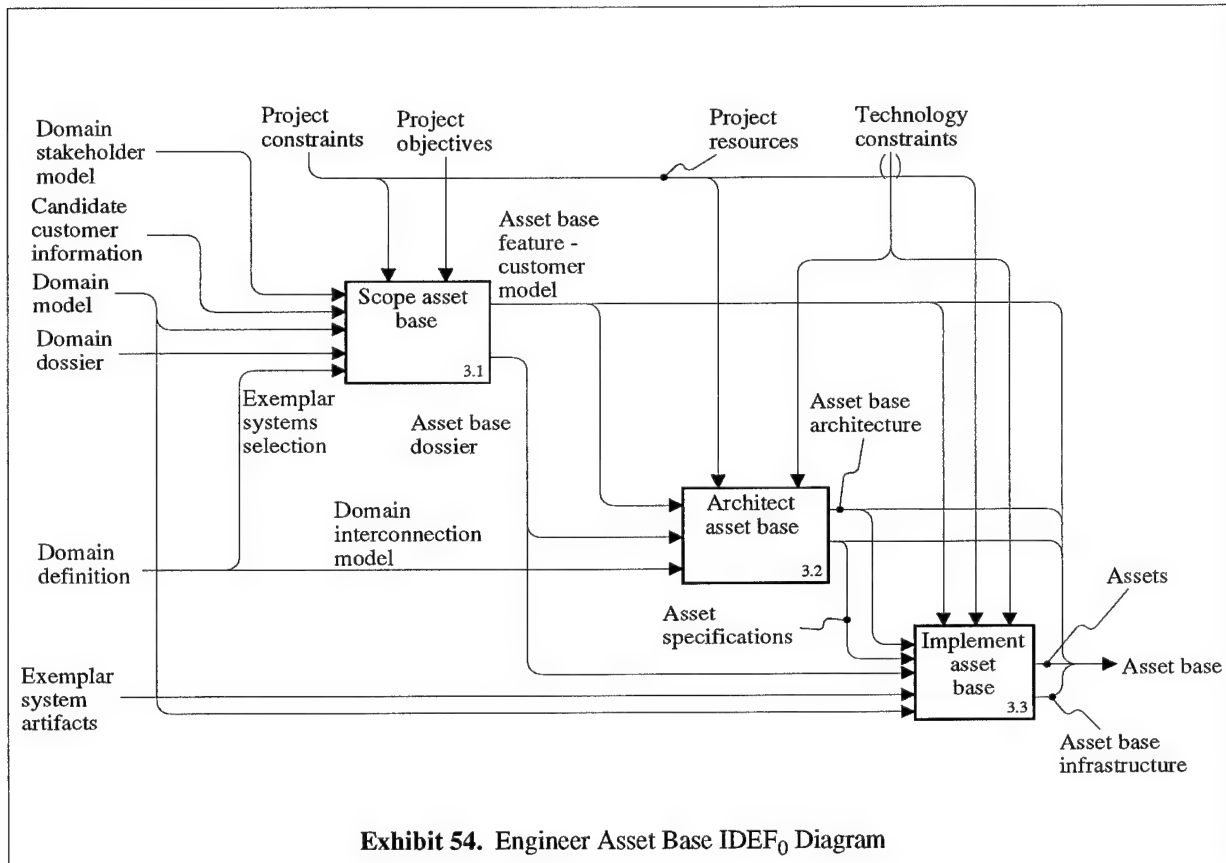 Project
constraints
Project
objectives
Project
resources
Technology
constraints
Domain
stakeholder
model
Candidate
customer
information
Domain
model
Domain
dossier
Asset base
feature -
customer
model
Scope asset
base
3.1
Exemplar
systems
selection
Asset base
dossier
Asset base
architecture
Architect
asset base
3.2
Domain
interconnection
model
Domain
definition
Asset
specifications
Assets
Implement
asset
base
3.3
Asset base
Exemplar
system
artifacts
Asset base
infrastructure
Exhibit 54. Engineer Asset Base IDEF0 Diagram